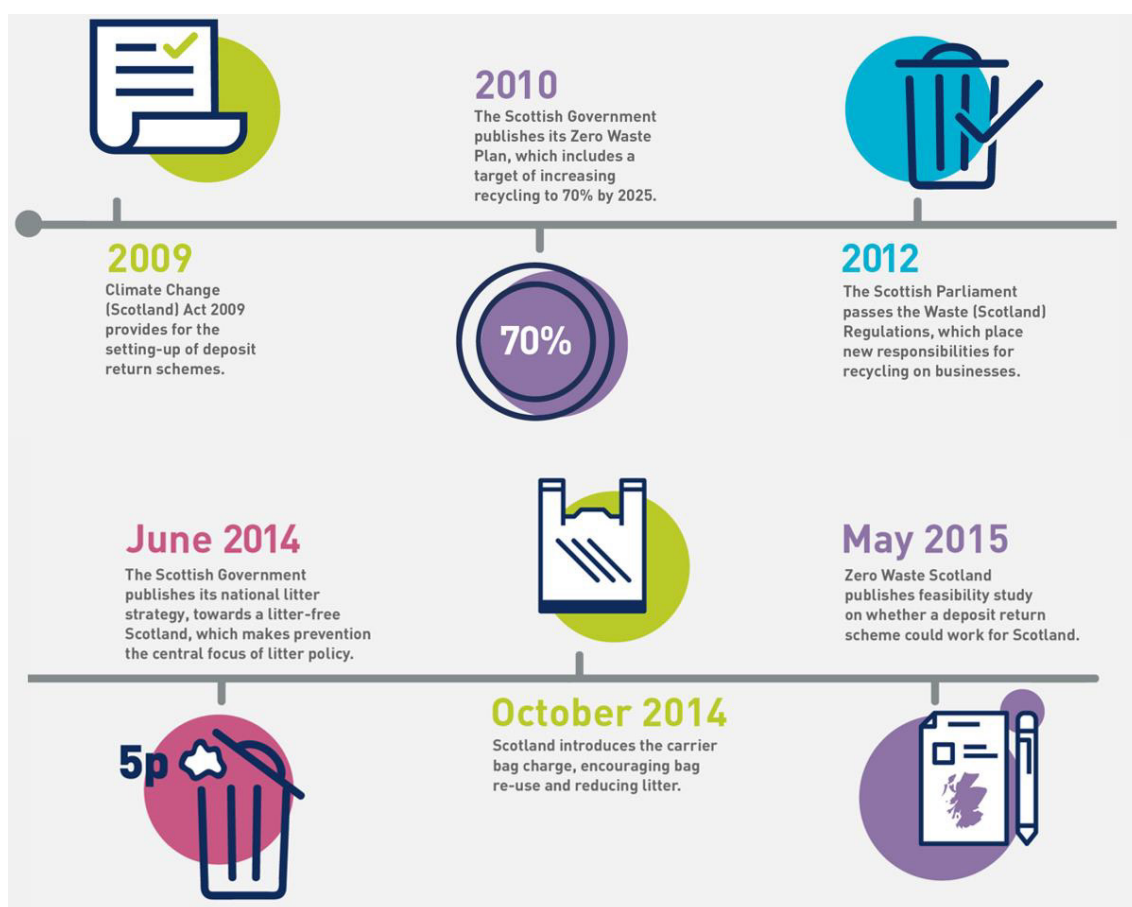 2009
Climate Change
(Scotland) Act 2009
provides for the
setting-up of deposit
return schemes.
2010
The Scottish Government
publishes its Zero Waste
Plan, which includes a
target of increasing
recycling to 70% by 2025.
70%
2012
The Scottish Parliament
passes the Waste (Scotland)
Regulations, which place
new responsibilities for
recycling on businesses.
June 2014
The Scottish Government
publishes its national litter
strategy, towards a litter-free
Scotland, which makes prevention
the central focus of litter policy.
5p
October 2014
Scotland introduces the carrier
bag charge, encouraging bag
re-use and reducing litter.
May 2015
Zero Waste Scotland
publishes feasibility study
on whether a deposit return
scheme could work for Scotland.